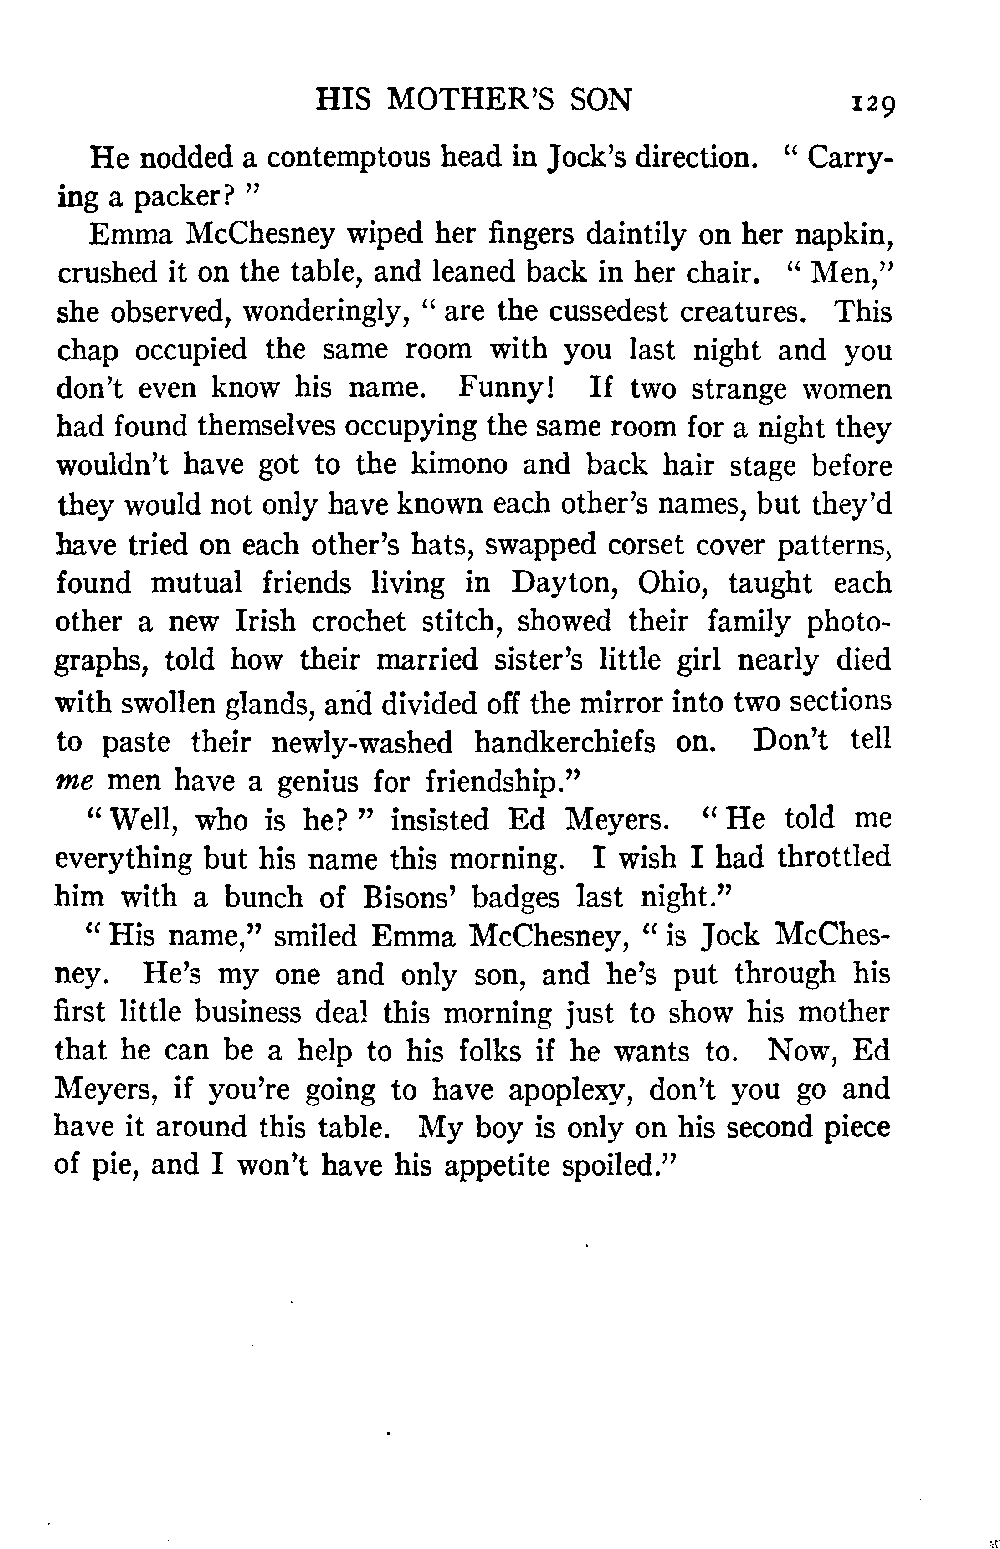 HIS MOTHER'S SON 129
He nodded a contemptous head in Jock's direction. " Carry-
ing a packer? "
Emma McChesney wiped her fingers daintily on her napkin,
crushed it on the table, and leaned back in her chair. " Men,"
she observed, wonderingly, " are the cussedest creatures. This
chap occupied the same room with you last night and you
don't even know his name. Funny! If two strange women
had found themselves occupying the same room for a night they
wouldn't have got to the kimono and back hair stage before
they would not only have known each other's names, but they'd
have tried on each other's hats, swapped corset cover patterns,
found mutual friends living in Dayton, Ohio, taught each
other a new Irish crochet stitch, showed their family photo-
graphs, told how their married sister's little girl nearly died
with swollen glands, and divided off the mirror into two sections
to paste their newly-washed handkerchiefs on. Don't tell
me men have a genius for friendship."
" Well, who is he? " insisted Ed Meyers. " He told me
everything but his name this morning. I wish I had throttled
him with a bunch of Bisons' badges last night."
" His name," smiled Emma McChesney, " is Jock McChes-
ney. He's my one and only son, and he's put through his
first little business deal this morning just to show his mother
that he can be a help to his folks if he wants to. Now, Ed
Meyers, if you're going to have apoplexy, don't you go and
have it around this table. My boy is only on his second piece
of pie, and I won't have his appetite spoiled."